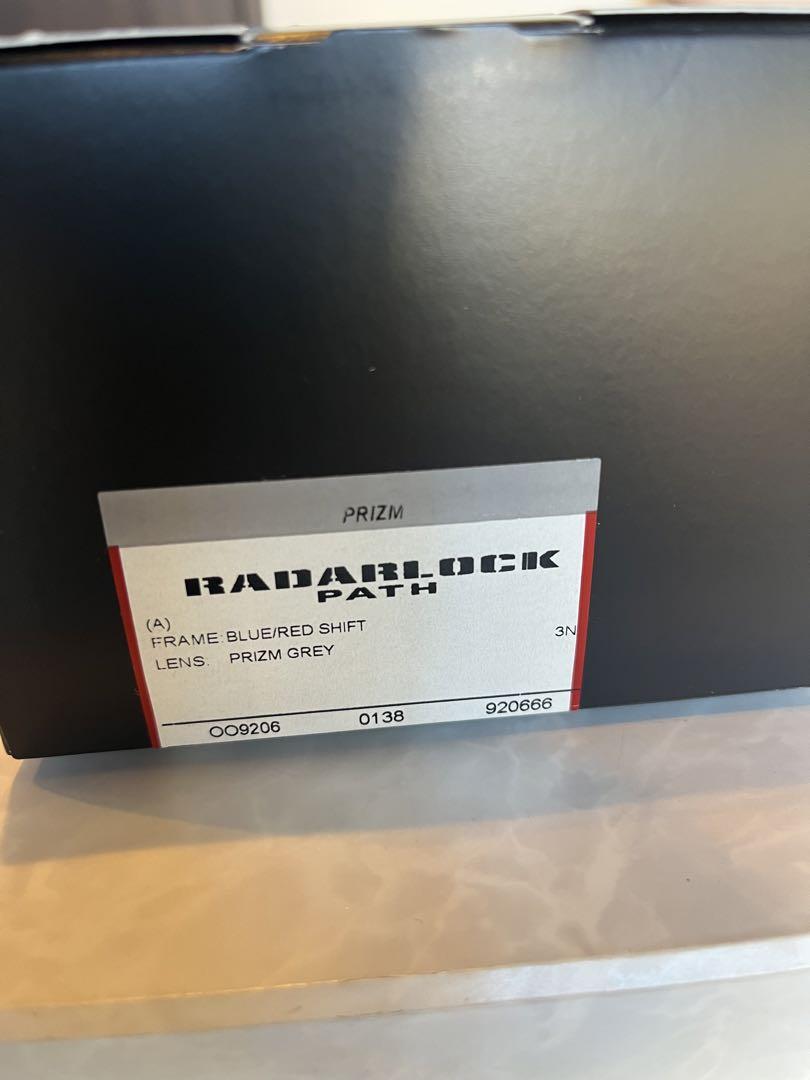 PRIZM
RADARLOCK
PATH
(A)
FRAME: BLUE/RED SHIFT
3N
LENS: PRIZM GREY
OO9206 0138 920666